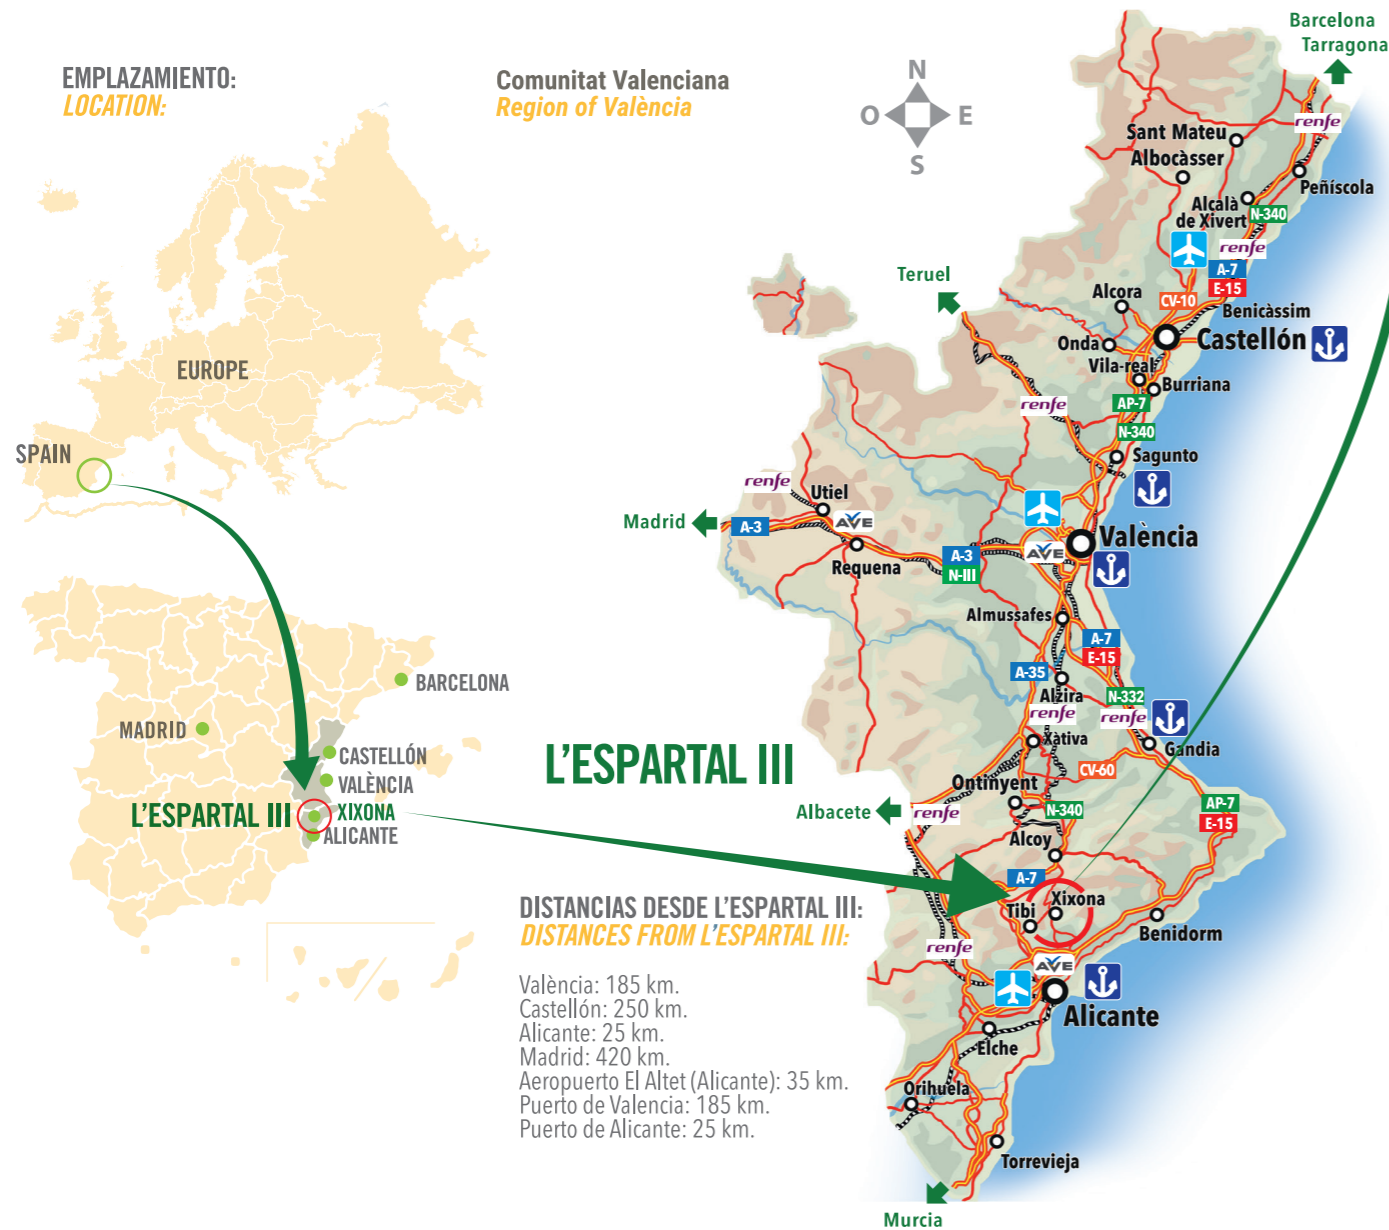 EMPLAZAMIENTO:
LOCATION:
Comunitat Valenciana
Region of València
N
O
E
S
EUROPE
SPAIN
BARCELONA
MADRID
CASTELLÓN
VALÈNCIA
L'ESPARTAL III
XIXONA
ALICANTE
L'ESPARTAL III
DISTANCIAS DESDE L'ESPARTAL III:
DISTANCES FROM L'ESPARTAL III:
València: 185 km.
Castellón: 250 km.
Alicante: 25 km.
Madrid: 420 km.
Aeropuerto El Altet (Alicante): 35 km.
Puerto de Valencia: 185 km.
Puerto de Alicante: 25 km.
Barcelona
Tarragona
renfe
Sant Mateu
Albocàsser
Peñíscola
Alcalà
de Xivert
N-340
renfe
A-7
E-15
Teruel
Alcora
CV-10
Benicàssim
Onda
Castellón
Vila-real
Burriana
renfe
AP-7
N-340
Sagunto
renfe
Utiel
Madrid
A-3
AVE
València
Requena
A-3
N-III
AVE
Almussafes
A-7
E-15
A-35
Alzira
N-332
renfe
renfe
Xàtiva
Gandia
CV-60
Ontinyent
Albacete
renfe
N-340
AP-7
E-15
Alcoy
A-7
Xixona
Tibi
Benidorm
renfe
AVE
Alicante
Elche
Orihuela
Torrevieja
Murcia